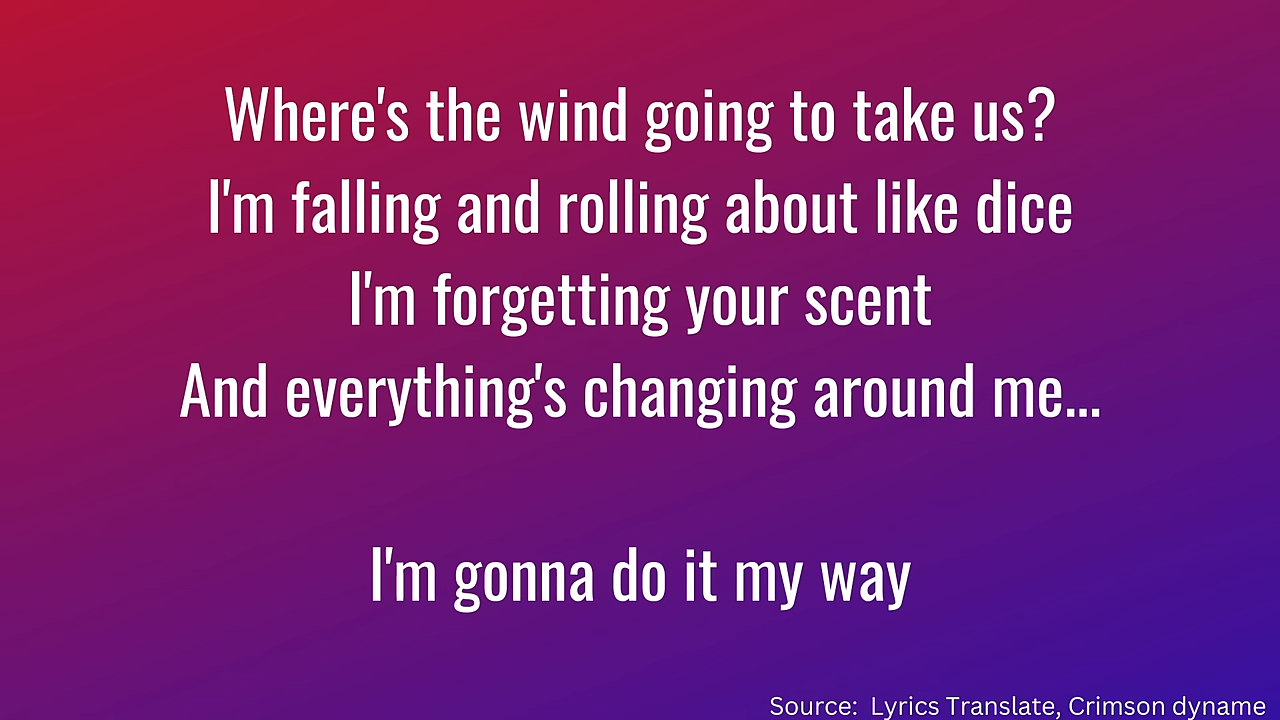 Where's the wind going to take us?
I'm falling and rolling about like dice
I'm forgetting your scent
And everything's changing around me...
I'm gonna do it my way
Source: Lyrics Translate, Crimson dyname